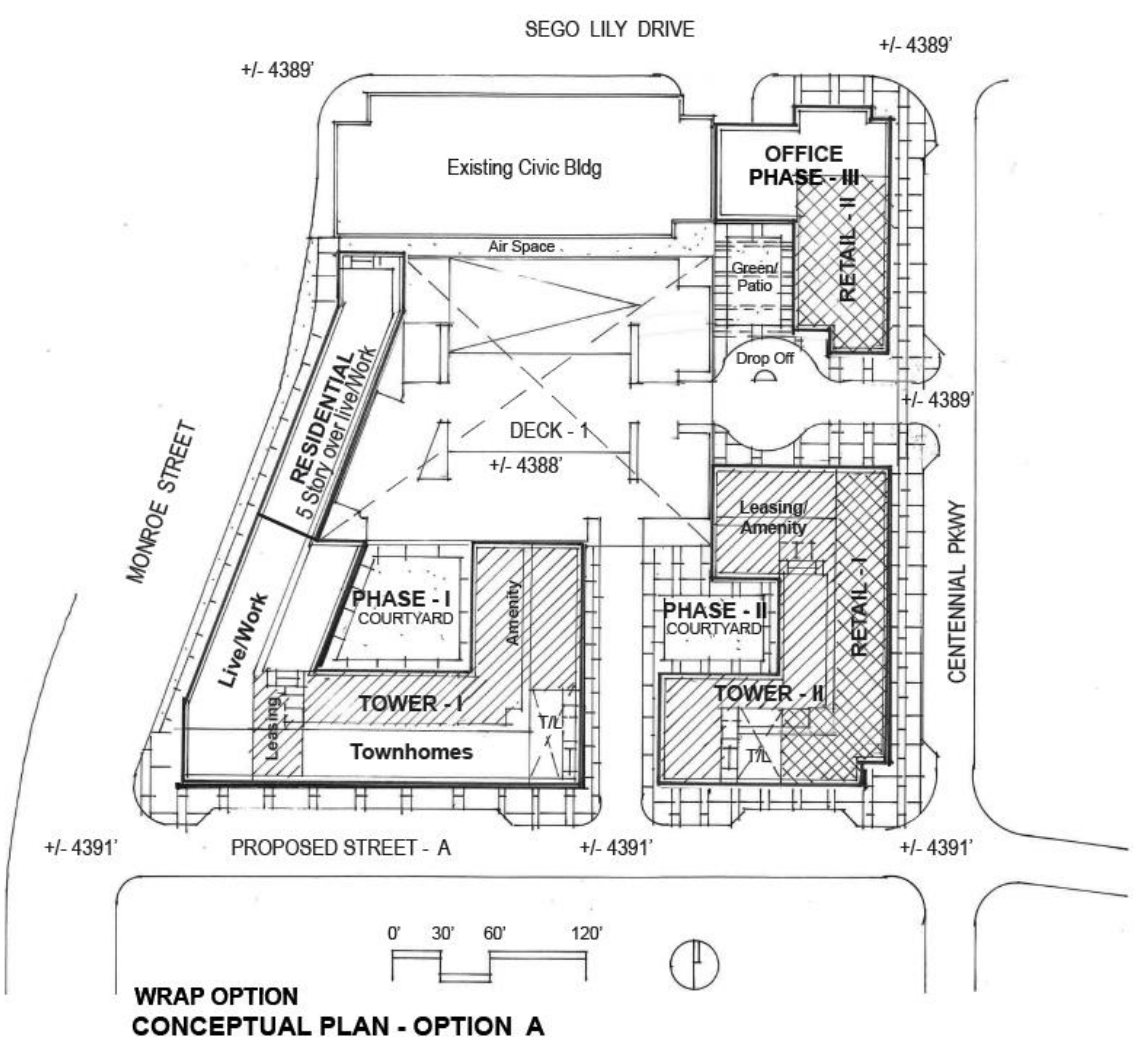 SEGO LILY DRIVE
+/- 4389'
+/- 4389'
Existing Civic Bldg
OFFICE
PHASE - III
RETAIL - II
Air Space
Green/
Patio
Drop Off
RESIDENTIAL
5 Story over live/Work
DECK - 1
+/- 4388'
+/- 4389'
MONROE STREET
Leasing/
Amenity
RETAIL - I
CENTENNIAL PKWY
Live/Work
PHASE - I
COURTYARD
Amenity
PHASE - II
COURTYARD
TOWER - I
TOWER - II
Leasing
Townhomes
T/L
T/L
+/- 4391'
PROPOSED STREET - A
+/- 4391'
+/- 4391'
0' 30' 60' 120'
WRAP OPTION
CONCEPTUAL PLAN - OPTION A